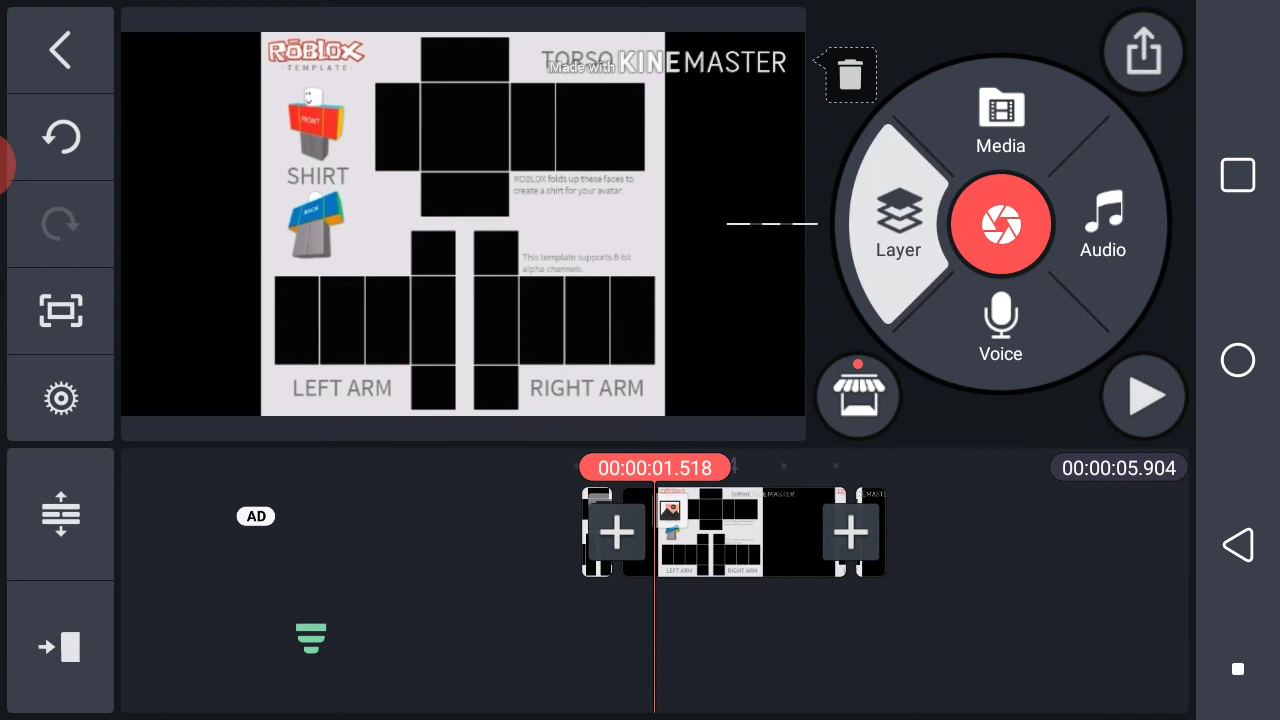 ROBLOX
TEMPLATE
TORSO
Made with KINEMASTER
FRONT
SHIRT
BACK
ROBLOX folds up these faces to
create a shirt for your avatar.
This template supports 8-bit
alpha channels.
LEFT ARM
RIGHT ARM
Media
Layer
Audio
Voice
00:00:01.518
4
00:00:05.904
AD
LEFT ARM
RIGHT ARM